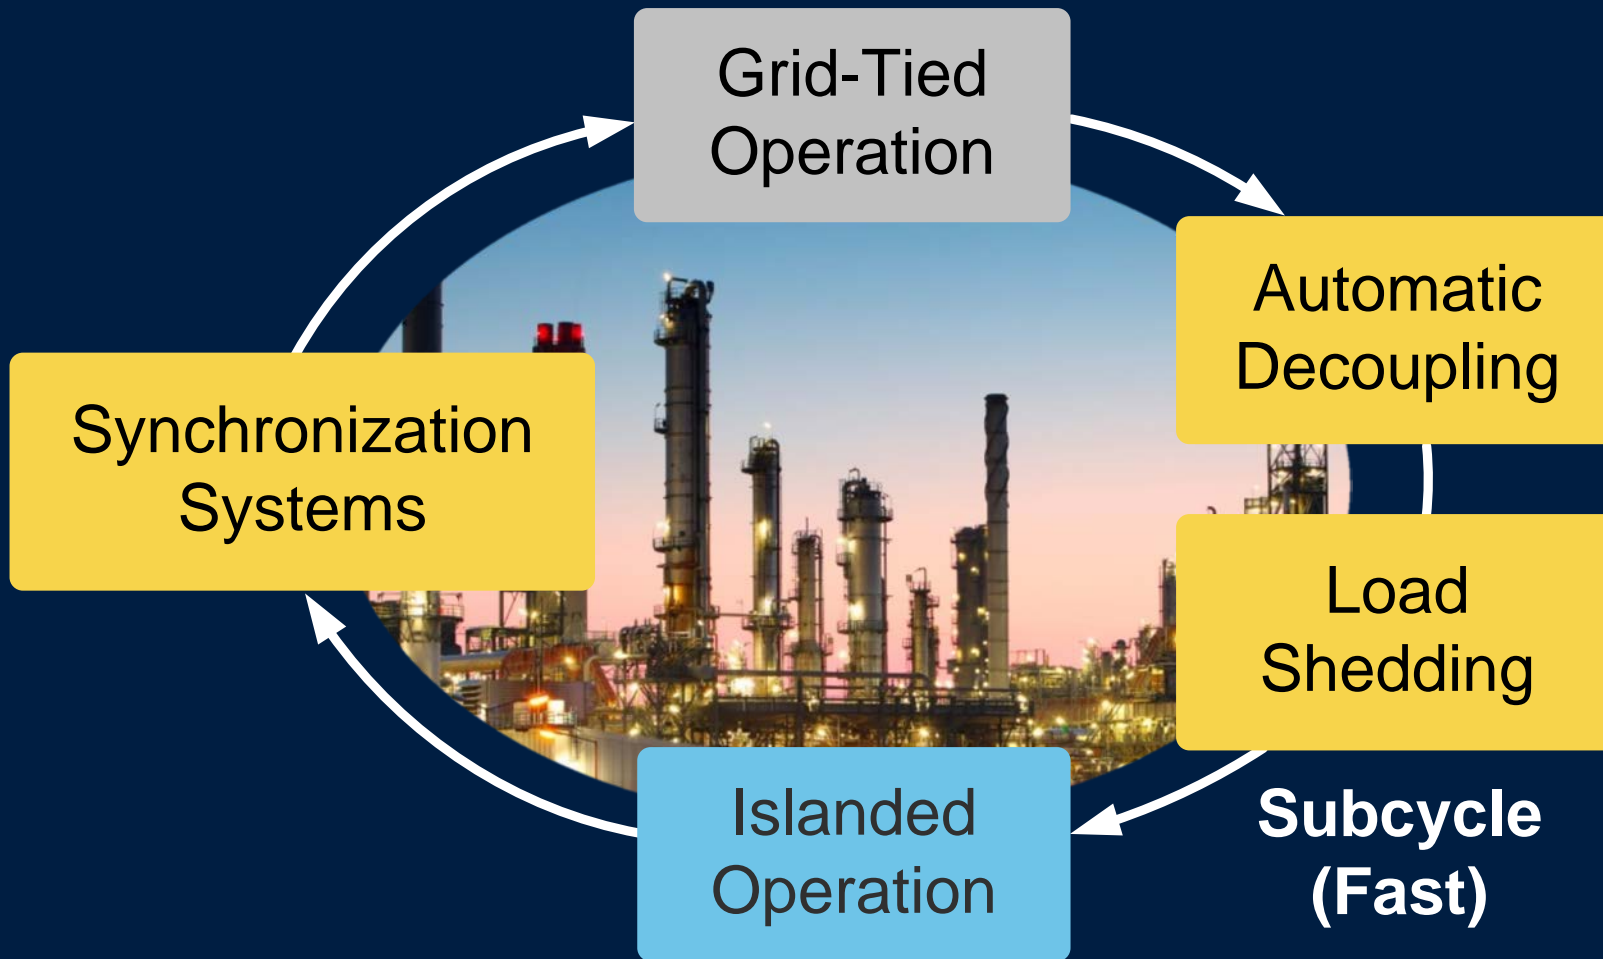 Grid-Tied
Operation
Automatic
Decoupling
Synchronization
Systems
Load
Shedding
Islanded
Operation
Subcycle
(Fast)